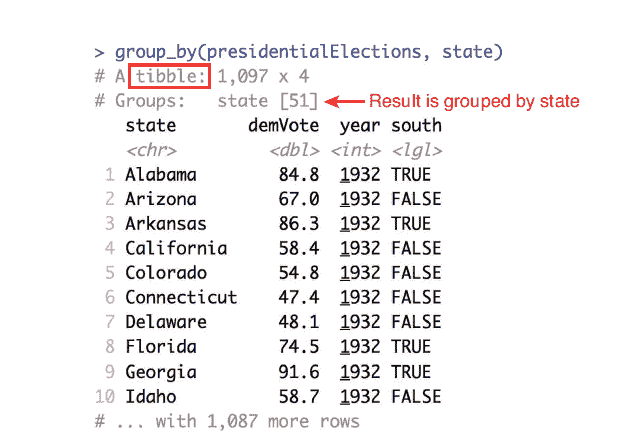 > group_by(presidentialElections, state)
# A tibble: 1,097 x 4
# Groups: state [51] Result is grouped by state
state demVote year south
<chr> <dbl> <int> <lgl>
1 Alabama 84.8 1932 TRUE
2 Arizona 67.0 1932 FALSE
3 Arkansas 86.3 1932 TRUE
4 California 58.4 1932 FALSE
5 Colorado 54.8 1932 FALSE
6 Connecticut 47.4 1932 FALSE
7 Delaware 48.1 1932 FALSE
8 Florida 74.5 1932 TRUE
9 Georgia 91.6 1932 TRUE
10 Idaho 58.7 1932 FALSE
# ... with 1,087 more rows